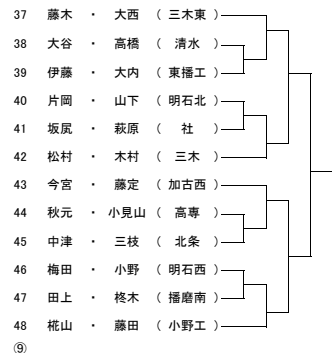 37 藤木 ・ 大西 ( 三木東 )
38 大谷 ・ 高橋 ( 清水 )
39 伊藤 ・ 大内 ( 東播工 )
40 片岡 ・ 山下 ( 明石北 )
41 坂尻 ・ 萩原 ( 社 )
42 松村 ・ 木村 ( 三木 )
43 今宮 ・ 藤定 ( 加古西 )
44 秋元 ・ 小見山 ( 高専 )
45 中津 ・ 三枝 ( 北条 )
46 梅田 ・ 小野 ( 明石西 )
47 田上 ・ 柊木 ( 播磨南 )
48 椛山 ・ 藤田 ( 小野工 )
⑨